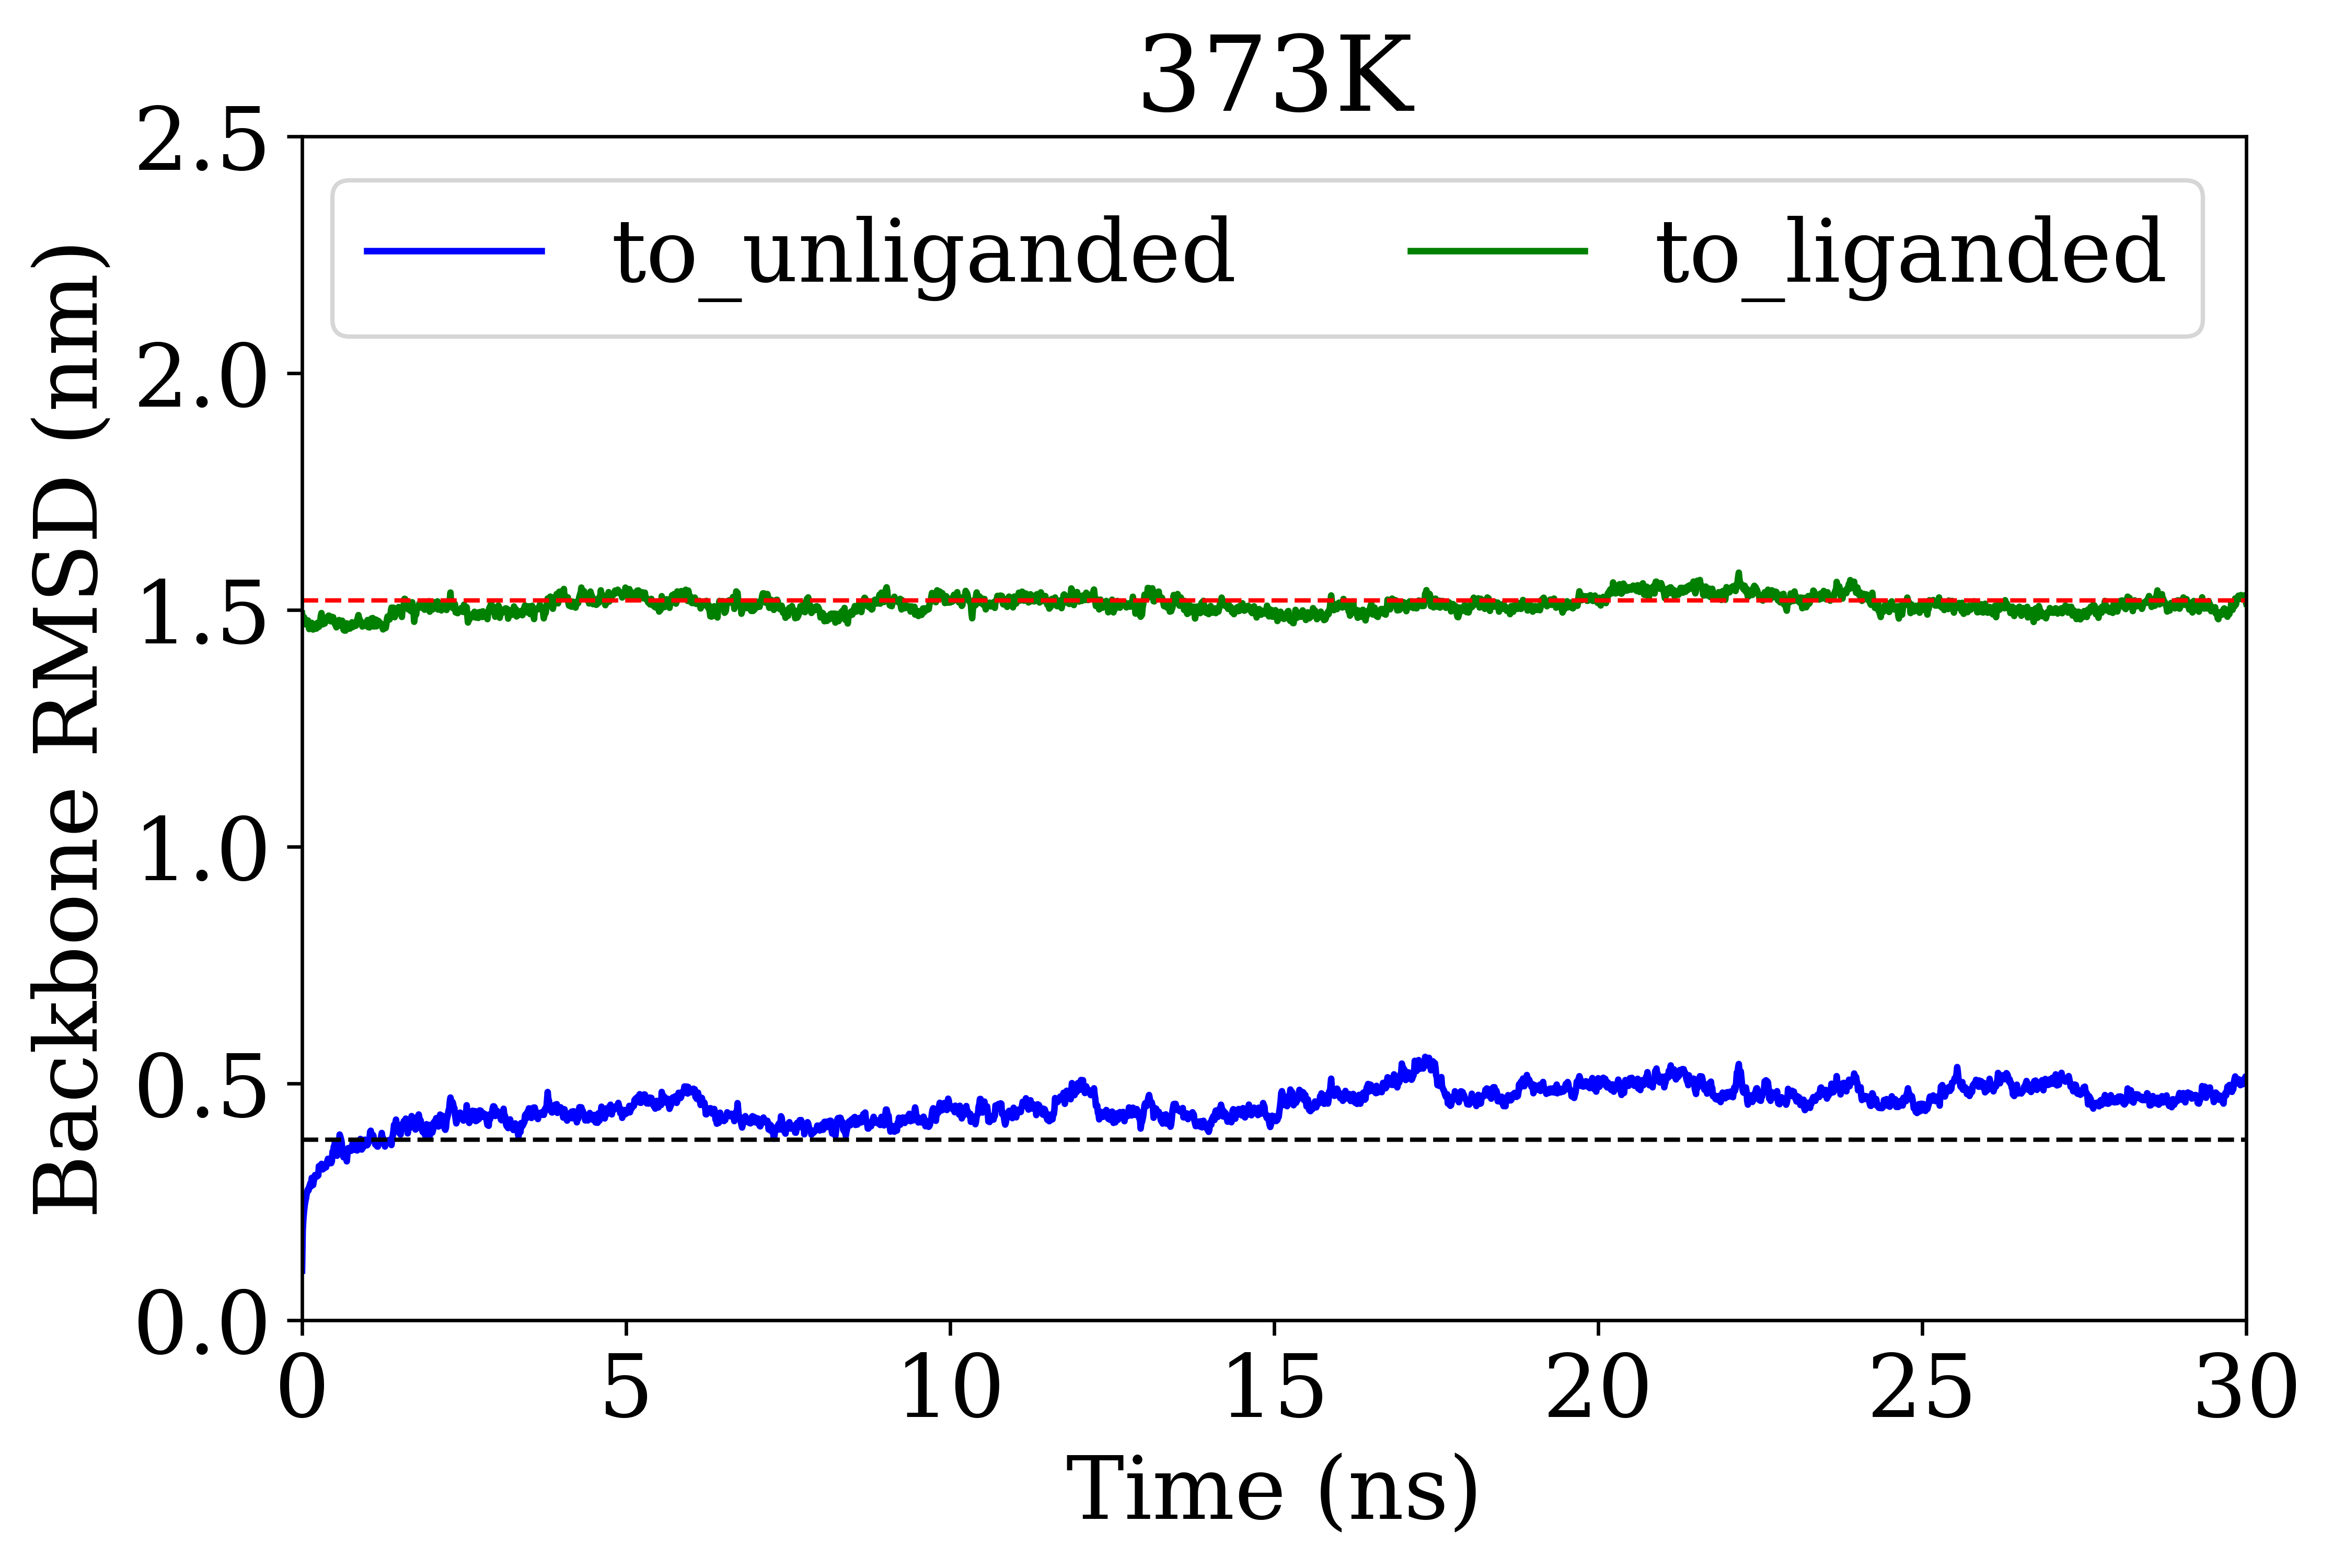 373K
Backbone RMSD (nm)
2.5
2.0
1.5
1.0
0.5
0.0
to_unliganded
to_liganded
0 5 10 15 20 25 30
Time (ns)